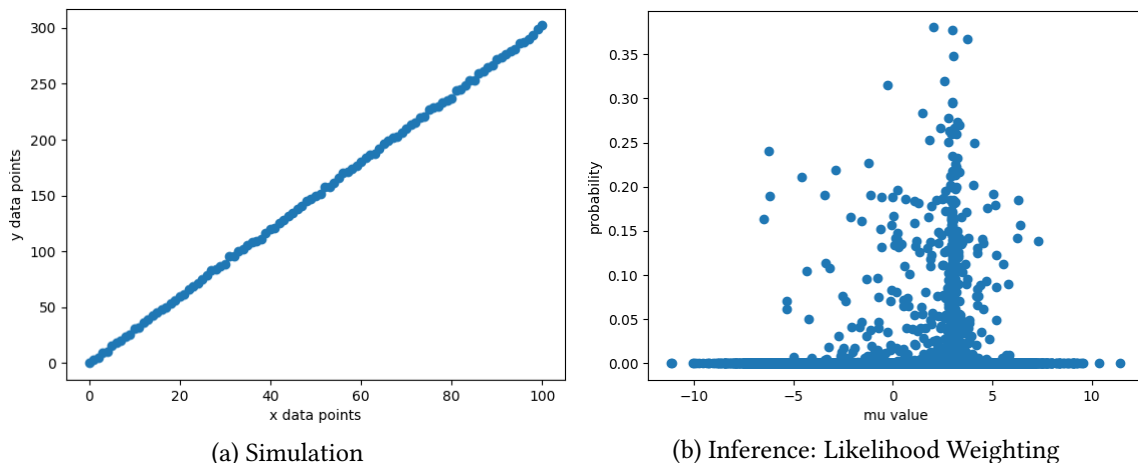 300
250
200
150
100
50
0
y data points
0 20 40 60 80 100
x data points
(a) Simulation
0.35
0.30
0.25
0.20
0.15
0.10
0.05
0.00
probability
−10 −5 0 5 10
mu value
(b) Inference: Likelihood Weighting